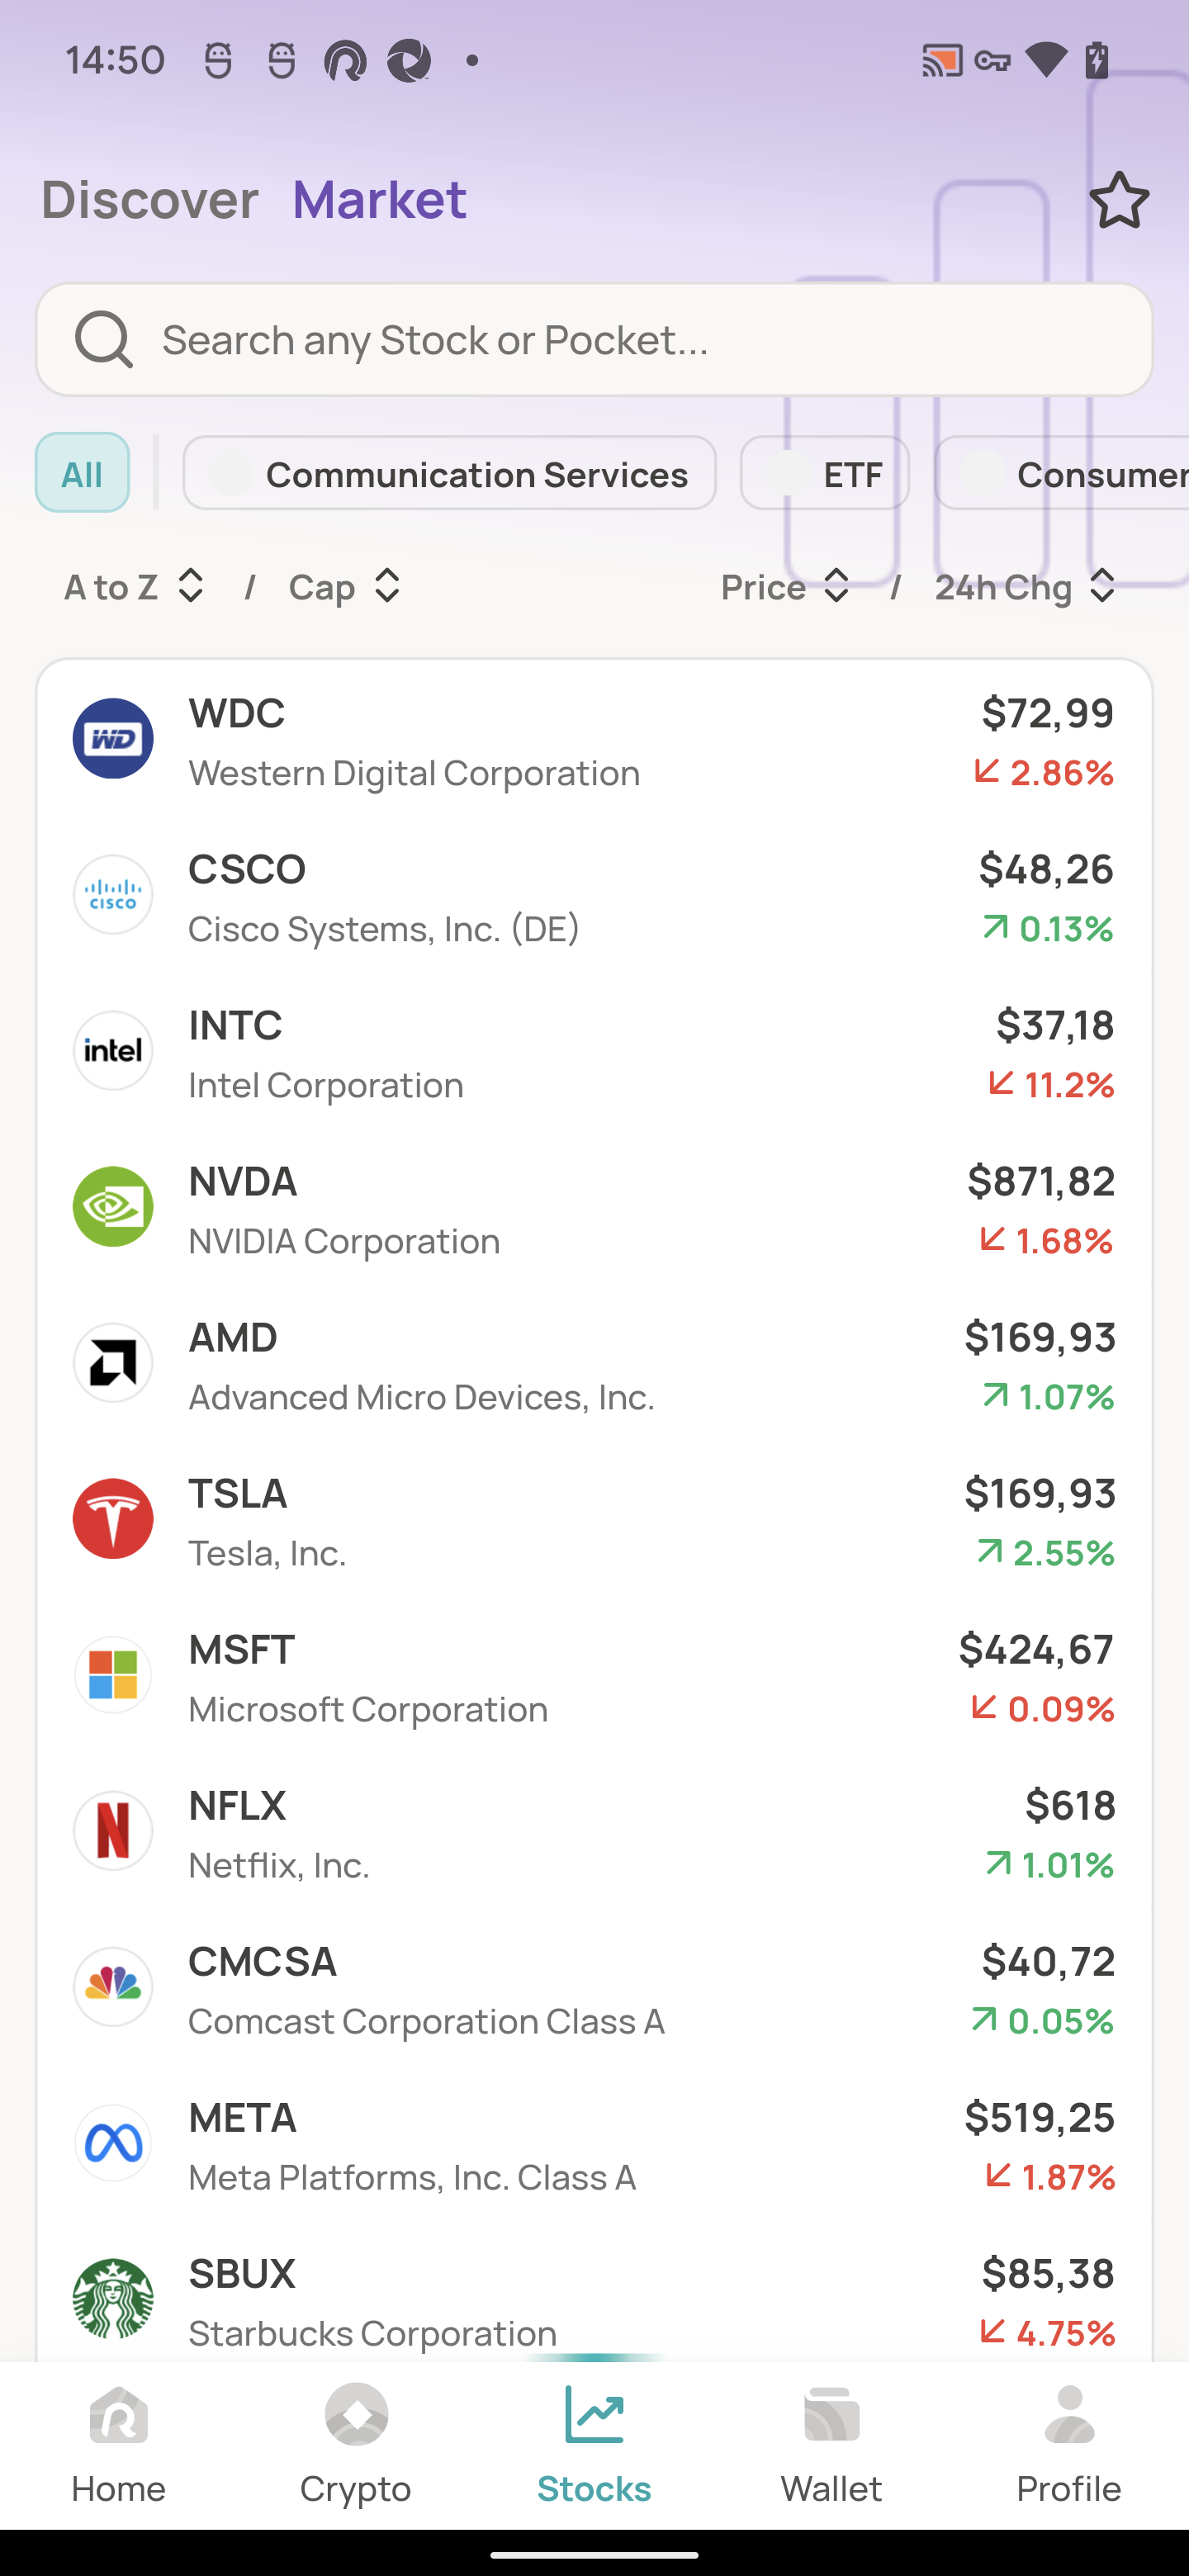 14:50
Discover Market
Search any Stock or Pocket...
All Communication Services ETF Consumer
A to Z / Cap Price / 24h Chg
WD WDC $72,99
Western Digital Corporation 2.86%
CSCO $48,26
CISCO Cisco Systems, Inc. (DE) 0.13%
INTC $37,18
intel Intel Corporation 11.2%
NVDA $871,82
NVIDIA Corporation 1.68%
AMD $169,93
Advanced Micro Devices, Inc. 1.07%
TSLA $169,93
Tesla, Inc. 2.55%
MSFT $424,67
Microsoft Corporation 0.09%
NFLX $618
Netflix, Inc. 1.01%
CMCSA $40,72
Comcast Corporation Class A 0.05%
META $519,25
Meta Platforms, Inc. Class A 1.87%
SBUX $85,38
Starbucks Corporation 4.75%
Home Crypto Stocks Wallet Profile